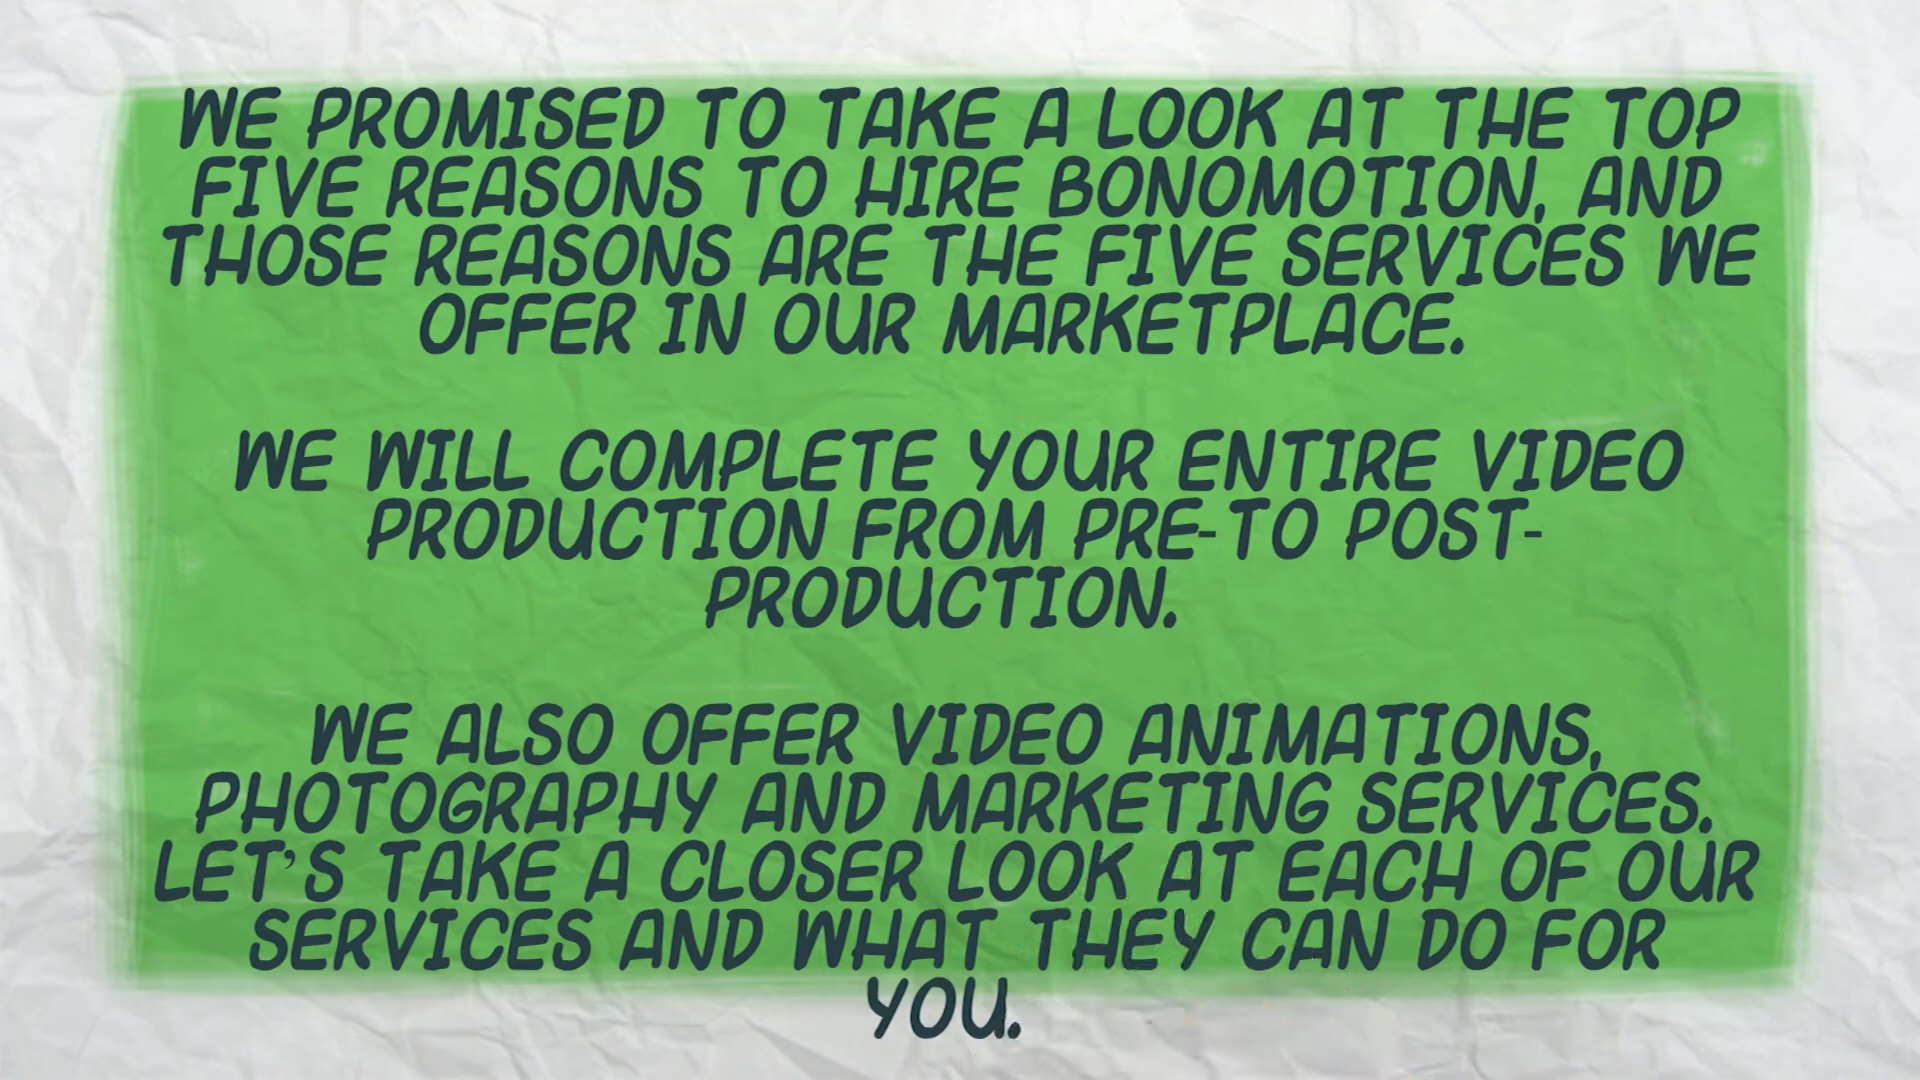 WE PROMISED TO TAKE A LOOK AT THE TOP
FIVE REASONS TO HIRE BONOMOTION, AND
THOSE REASONS ARE THE FIVE SERVICES WE
OFFER IN OUR MARKETPLACE.
WE WILL COMPLETE YOUR ENTIRE VIDEO
PRODUCTION FROM PRE-TO POST-
PRODUCTION.
WE ALSO OFFER VIDEO ANIMATIONS,
PHOTOGRAPHY AND MARKETING SERVICES.
LET'S TAKE A CLOSER LOOK AT EACH OF OUR
SERVICES AND WHAT THEY CAN DO FOR
YOU.